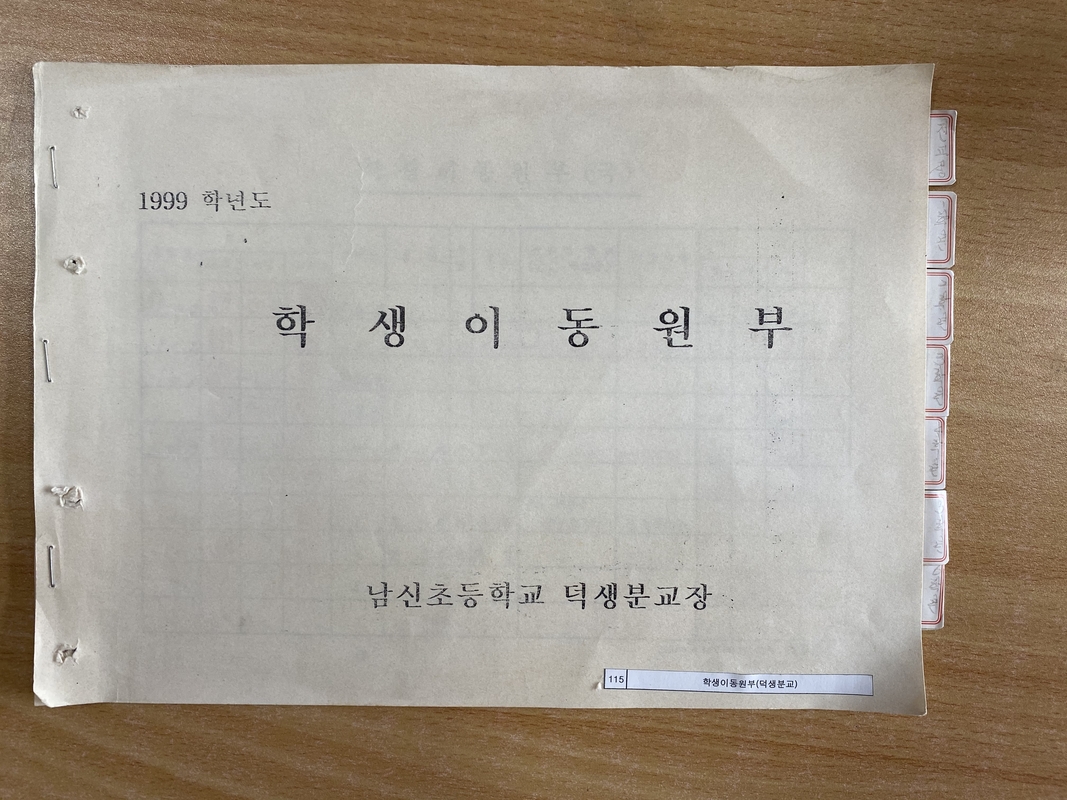 1999 학년도
학 생 이 동 원 부
남신초등학교 덕생분교장
115 학생이동원부(덕생분교)